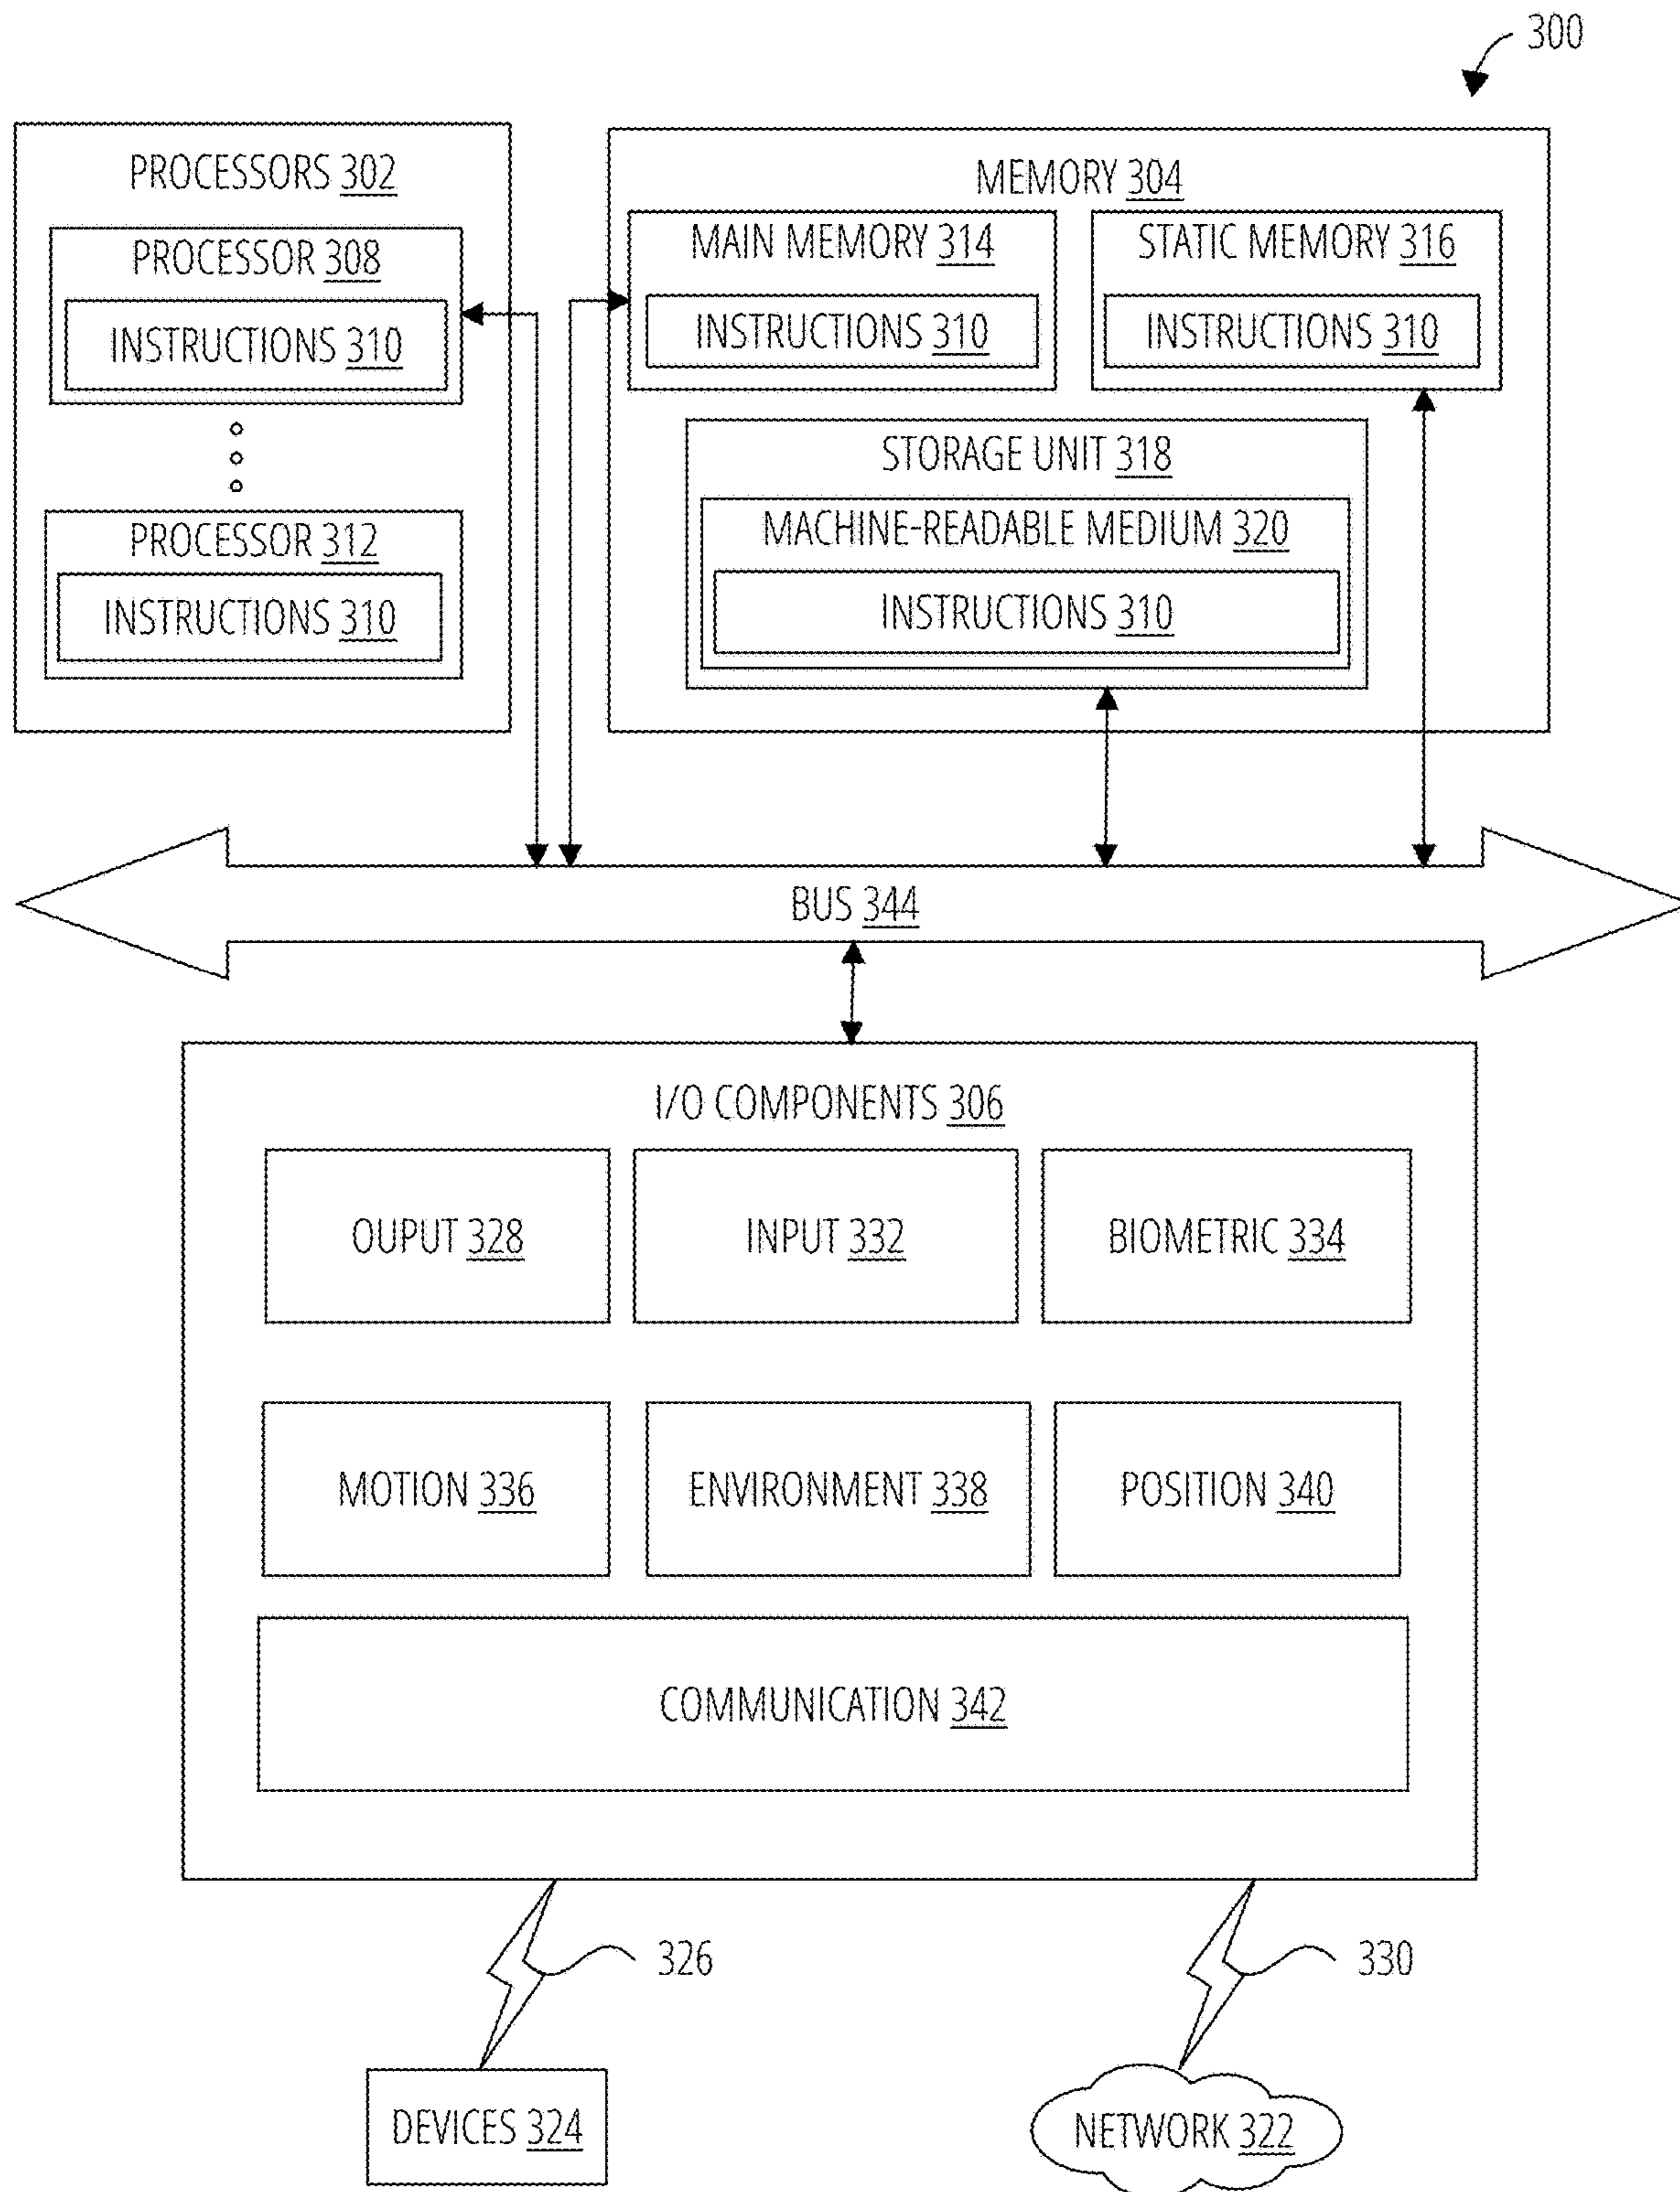 300
PROCESSORS 302
PROCESSOR 308
INSTRUCTIONS 310
PROCESSOR 312
INSTRUCTIONS 310
MEMORY 304
MAIN MEMORY 314
INSTRUCTIONS 310
STATIC MEMORY 316
INSTRUCTIONS 310
STORAGE UNIT 318
MACHINE-READABLE MEDIUM 320
INSTRUCTIONS 310
BUS 344
I/O COMPONENTS 306
OUPUT 328
INPUT 332
BIOMETRIC 334
MOTION 336
ENVIRONMENT 338
POSITION 340
COMMUNICATION 342
326
330
DEVICES 324
NETWORK 322